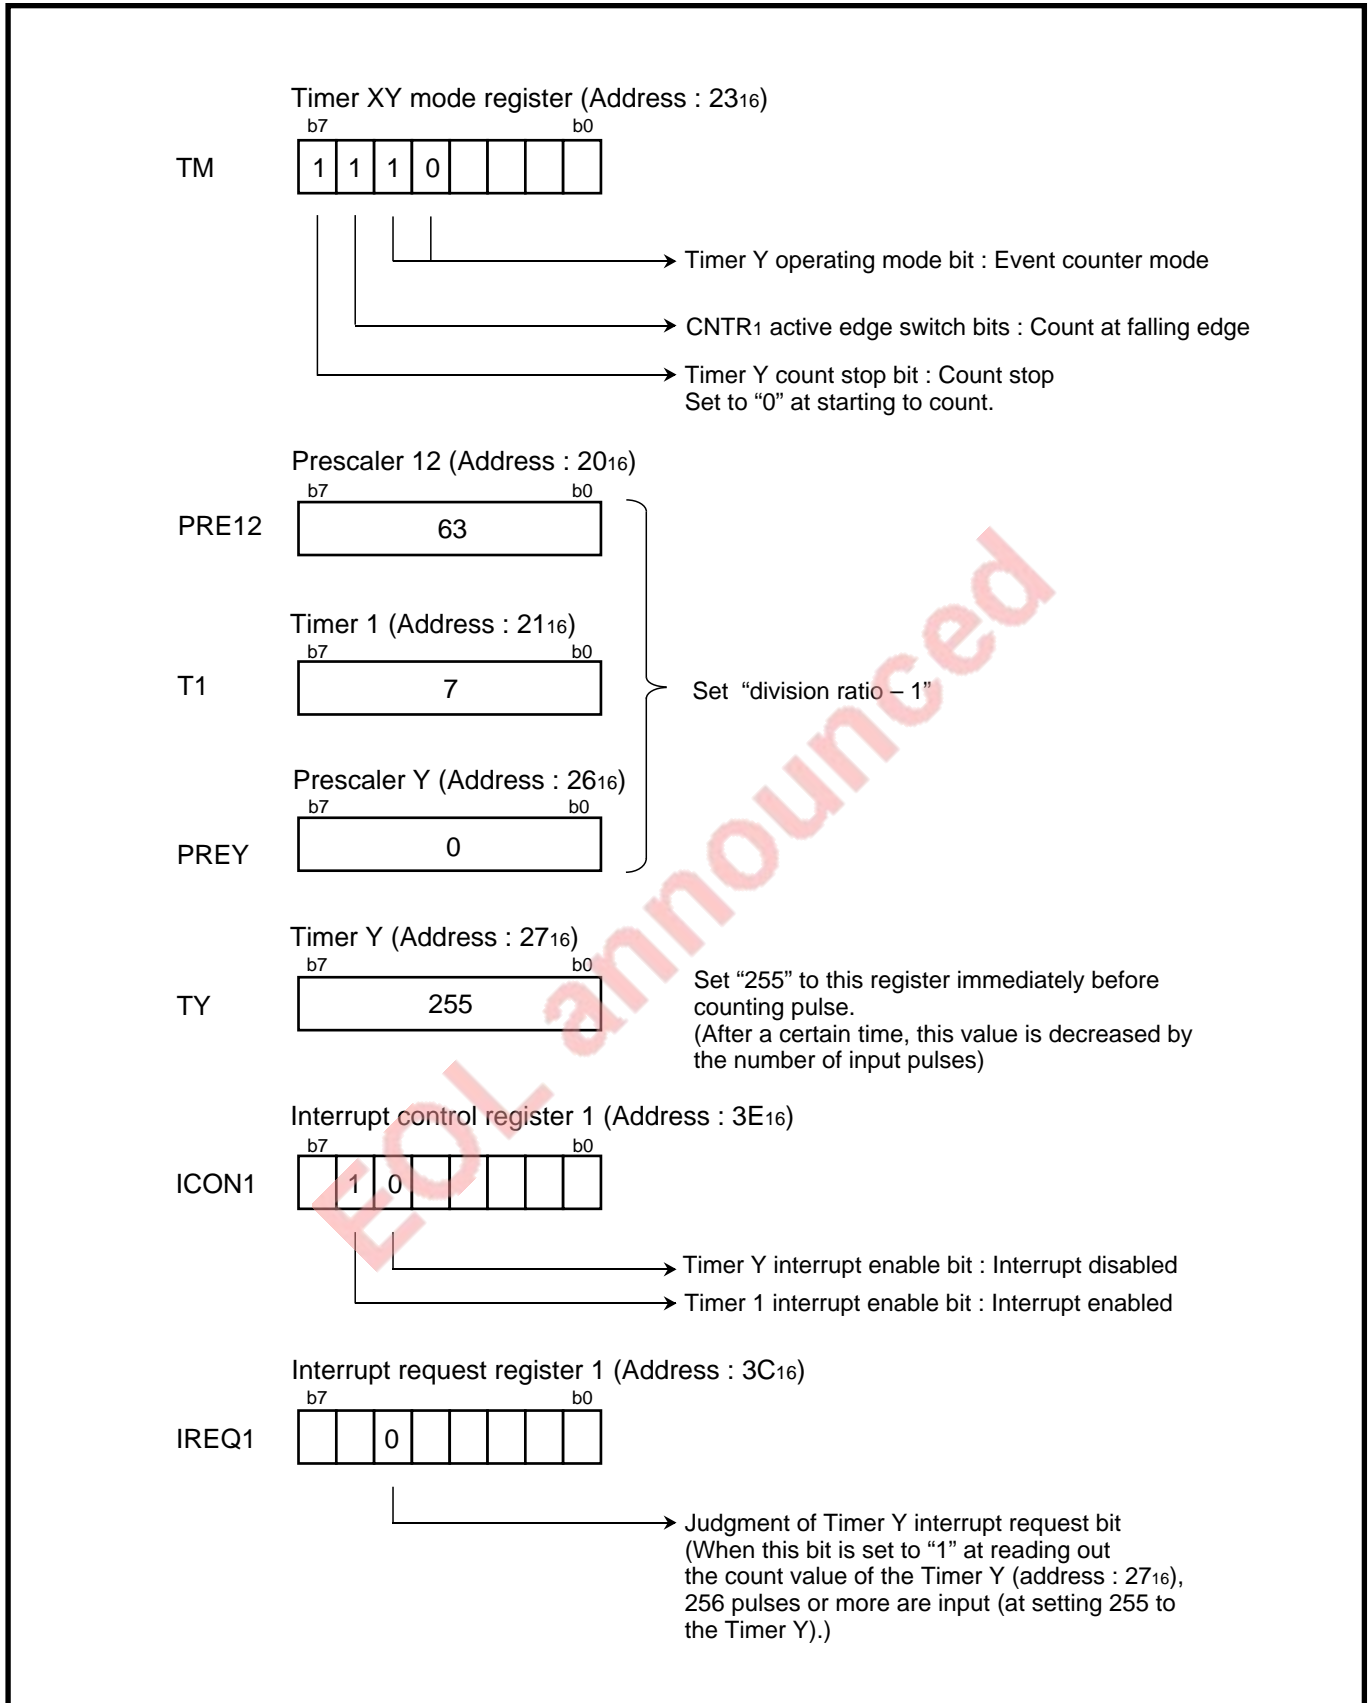 Timer XY mode register (Address : 2316)
b7 b0
TM 1 1 1 0
Timer Y operating mode bit : Event counter mode
CNTR1 active edge switch bits : Count at falling edge
Timer Y count stop bit : Count stop
Set to “0” at starting to count.
Prescaler 12 (Address : 2016)
b7 b0
PRE12 63
Timer 1 (Address : 2116)
b7 b0
T1 7
Set “division ratio – 1”
Prescaler Y (Address : 2616)
b7 b0
PREY 0
Timer Y (Address : 2716)
b7 b0
TY 255
Set “255” to this register immediately before
counting pulse.
(After a certain time, this value is decreased by
the number of input pulses)
Interrupt control register 1 (Address : 3E16)
b7 b0
ICON1 1 0
Timer Y interrupt enable bit : Interrupt disabled
Timer 1 interrupt enable bit : Interrupt enabled
Interrupt request register 1 (Address : 3C16)
b7 b0
IREQ1 0
Judgment of Timer Y interrupt request bit
(When this bit is set to “1” at reading out
the count value of the Timer Y (address : 2716),
256 pulses or more are input (at setting 255 to
the Timer Y).)
EOL announced